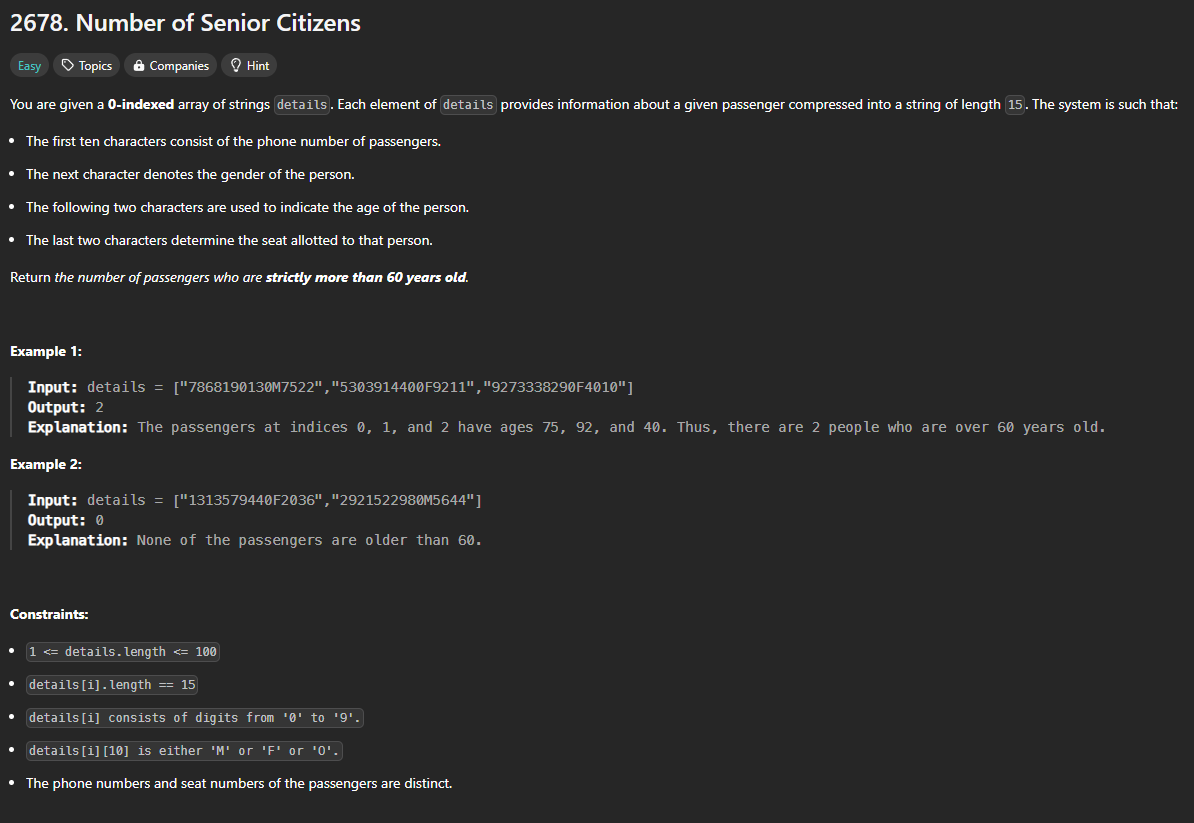 2678. Number of Senior Citizens
Easy Topics Companies Hint
You are given a 0-indexed array of strings details. Each element of details provides information about a given passenger compressed into a string of length 15. The system is such that:
• The first ten characters consist of the phone number of passengers.
• The next character denotes the gender of the person.
• The following two characters are used to indicate the age of the person.
• The last two characters determine the seat allotted to that person.
Return the number of passengers who are strictly more than 60 years old.
Example 1:
Input: details = ["7868190130M7522","5303914400F9211","9273338290F4010"]
Output: 2
Explanation: The passengers at indices 0, 1, and 2 have ages 75, 92, and 40. Thus, there are 2 people who are over 60 years old.
Example 2:
Input: details = ["1313579440F2036","2921522980M5644"]
Output: 0
Explanation: None of the passengers are older than 60.
Constraints:
• 1 <= details.length <= 100
• details[i].length == 15
• details[i] consists of digits from '0' to '9'.
• details[i][10] is either 'M' or 'F' or 'O'.
• The phone numbers and seat numbers of the passengers are distinct.